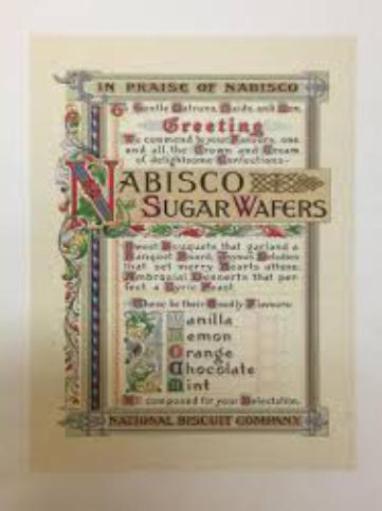 IN PRAISE OF NABISCO
To Gentle Patrons, Maids, and Men,
Greeting
We commend to your Favours, one
and all, the Crown and Cream
of delightsome Confections—
NABISCO
SUGAR WAFERS
Sweet Bouquets that garland a
Banquet Board, Joyous Melodies
that set merry Hearts attune.
Ambrosial Desserts that per-
fect a Lyric Feast.
These be their Goodly Flavours
Vanilla
Lemon
Orange
Chocolate
Mint
All composed for your Delectation.
NATIONAL BISCUIT COMPANY